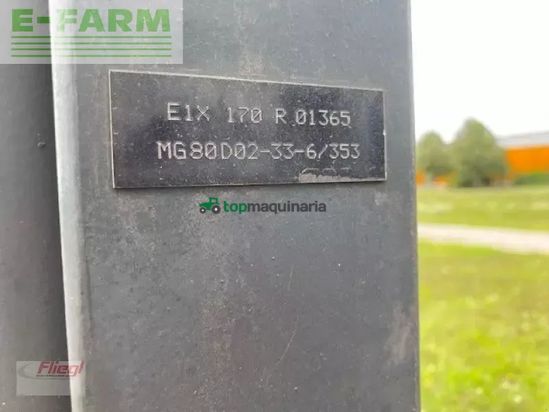 E-FARM
E1X 170 R 01365
MG80D02-33-6/353
topmaquinaria
Fliegl